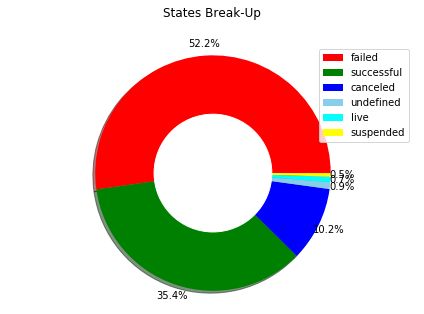 States Break-Up
52.2%
failed
successful
canceled
undefined
live
suspended
0.5%
0.7%
0.9%
10.2%
35.4%